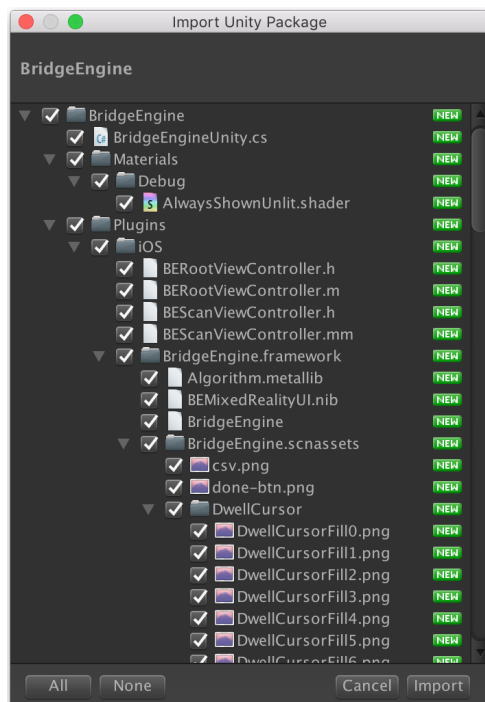 Import Unity Package
BridgeEngine
BridgeEngine NEW
C# BridgeEngineUnity.cs NEW
Materials NEW
Debug NEW
S AlwaysShownUnlit.shader NEW
Plugins NEW
iOS NEW
BERootViewController.h NEW
BERootViewController.m NEW
BEScanViewController.h NEW
BEScanViewController.mm NEW
BridgeEngine.framework NEW
Algorithm.metallib NEW
BEMixedRealityUI.nib NEW
BridgeEngine NEW
BridgeEngine.scnassets NEW
csv.png NEW
done-btn.png NEW
DwellCursor NEW
DwellCursorFill0.png NEW
DwellCursorFill1.png NEW
DwellCursorFill2.png NEW
DwellCursorFill3.png NEW
DwellCursorFill4.png NEW
DwellCursorFill5.png NEW
DwellCursorFill6.png NEW
All None Cancel Import